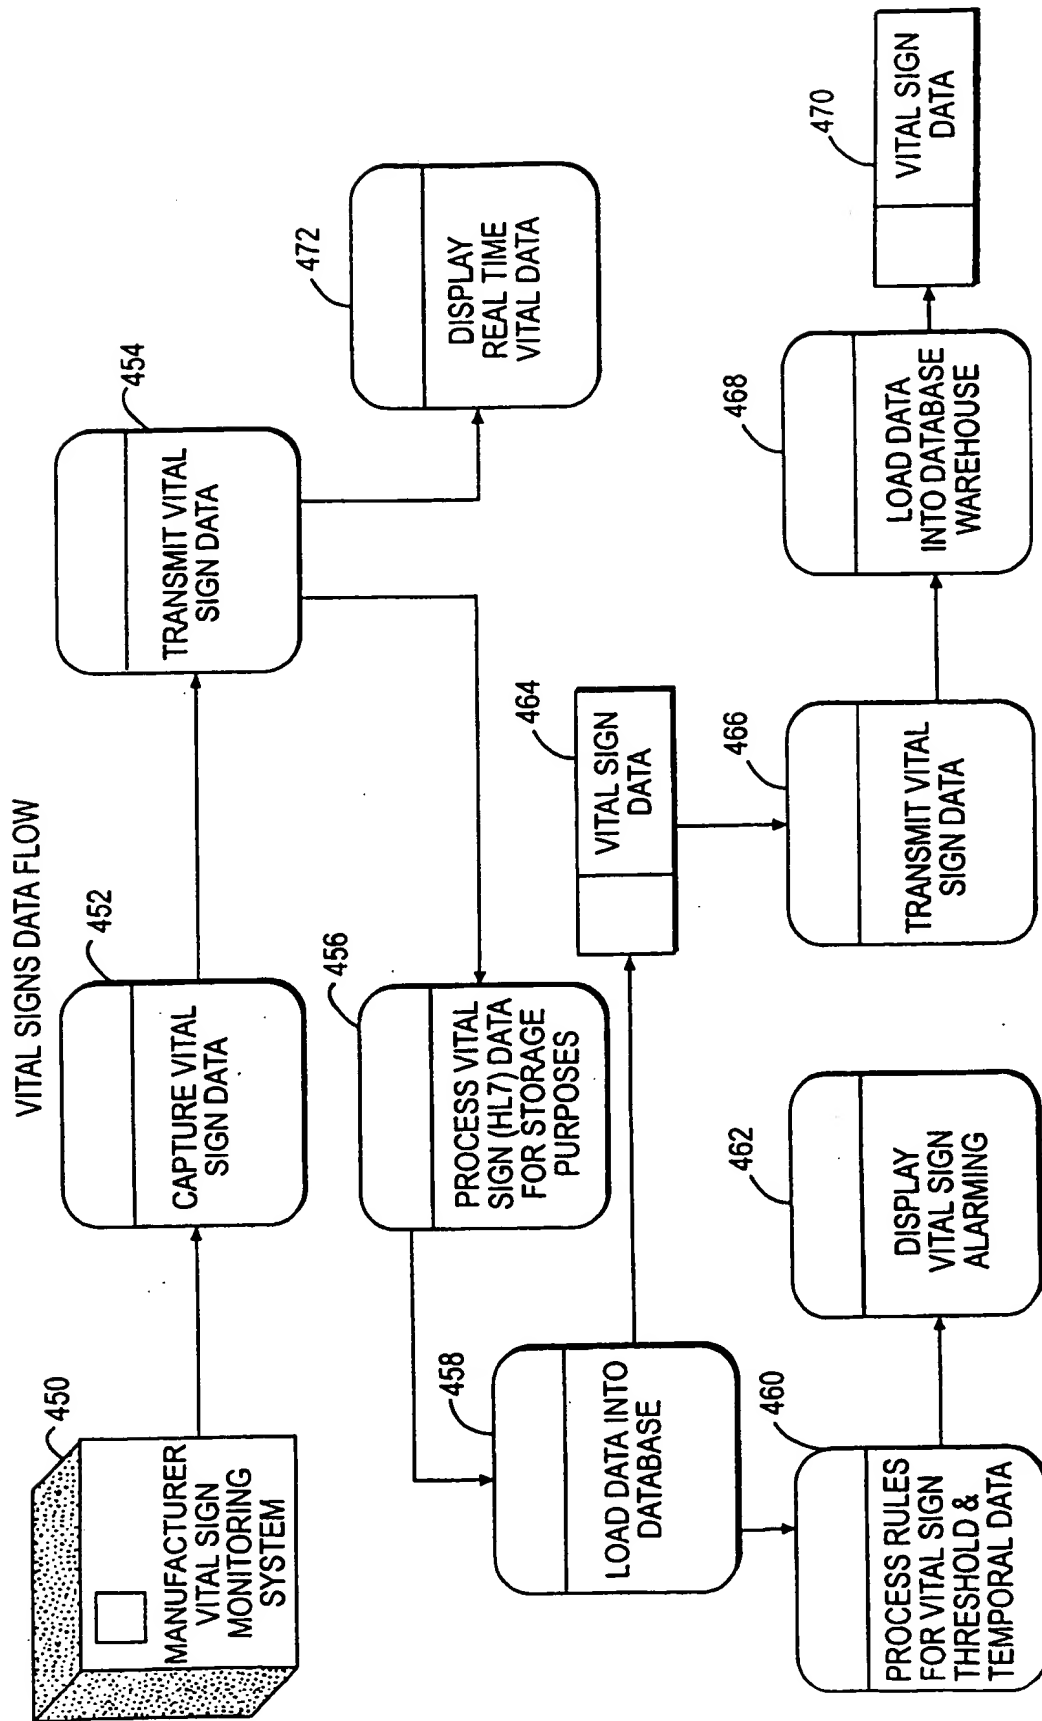 VITAL SIGNS DATA FLOW
450
MANUFACTURER
VITAL SIGN
MONITORING
SYSTEM
452
CAPTURE VITAL
SIGN DATA
454
TRANSMIT VITAL
SIGN DATA
472
DISPLAY
REAL TIME
VITAL DATA
456
PROCESS VITAL
SIGN (HL7) DATA
FOR STORAGE
PURPOSES
458
LOAD DATA INTO
DATABASE
464
VITAL SIGN
DATA
460
PROCESS RULES
FOR VITAL SIGN
THRESHOLD &
TEMPORAL DATA
462
DISPLAY
VITAL SIGN
ALARMING
466
TRANSMIT VITAL
SIGN DATA
468
LOAD DATA
INTO DATABASE
WAREHOUSE
470
VITAL SIGN
DATA